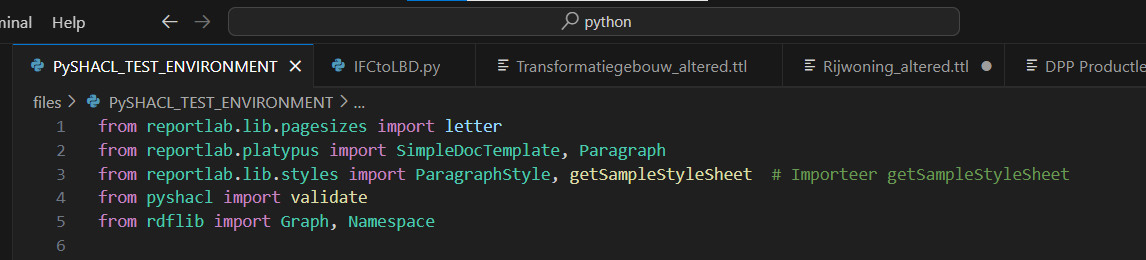 minal Help python
PySHACL_TEST_ENVIRONMENT IFCtoLBD.py Transformatiegebouw_altered.ttl Rijwoning_altered.ttl DPP Productle
files > PySHACL_TEST_ENVIRONMENT > ...
1 from reportlab.lib.pagesizes import letter
2 from reportlab.platypus import SimpleDocTemplate, Paragraph
3 from reportlab.lib.styles import ParagraphStyle, getSampleStyleSheet # Importeer getSampleStyleSheet
4 from pyshacl import validate
5 from rdflib import Graph, Namespace
6